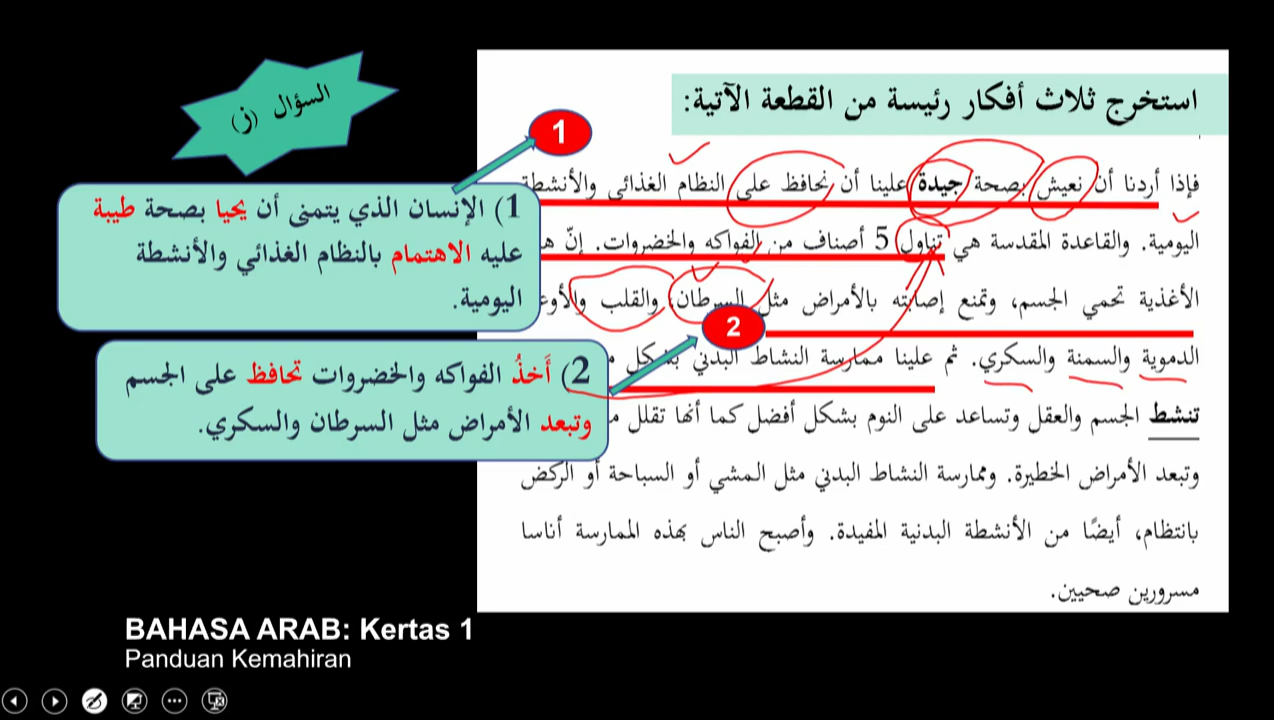 السؤال (ز)
استخرج ثلاث أفكار رئيسة من القطعة الآتية:
1
فإذا أردنا أن نعيش بصحة جيدة علينا أن نحافظ على النظام الغذائي والأنشطة
اليومية. والقاعدة المقدسة هي تناول 5 أصناف من الفواكه والخضروات. إنّ
الأغذية تحمي الجسم، وتمنع إصابته بالأمراض مثل السرطان، والقلب
الدموية والسمنة والسكري. ثم علينا ممارسة النشاط البدني بشكل
تنشط الجسم والعقل وتساعد على النوم بشكل أفضل كما أنها تقلل
وتبعد الأمراض الخطيرة. وممارسة النشاط البدني مثل المشي أو السباحة أو الركض
بانتظام، أيضًا من الأنشطة البدنية المفيدة. وأصبح الناس بهذه الممارسة أناسا
مسرورين صحيين.
1) الإنسان الذي يتمنى أن يحيا بصحة طيبة
عليه الاهتمام بالنظام الغذائي والأنشطة
اليومية.
2
2) أَخذُ الفواكه والخضروات تحافظ على الجسم
وتبعد الأمراض مثل السرطان والسكري.
BAHASA ARAB: Kertas 1
Panduan Kemahiran